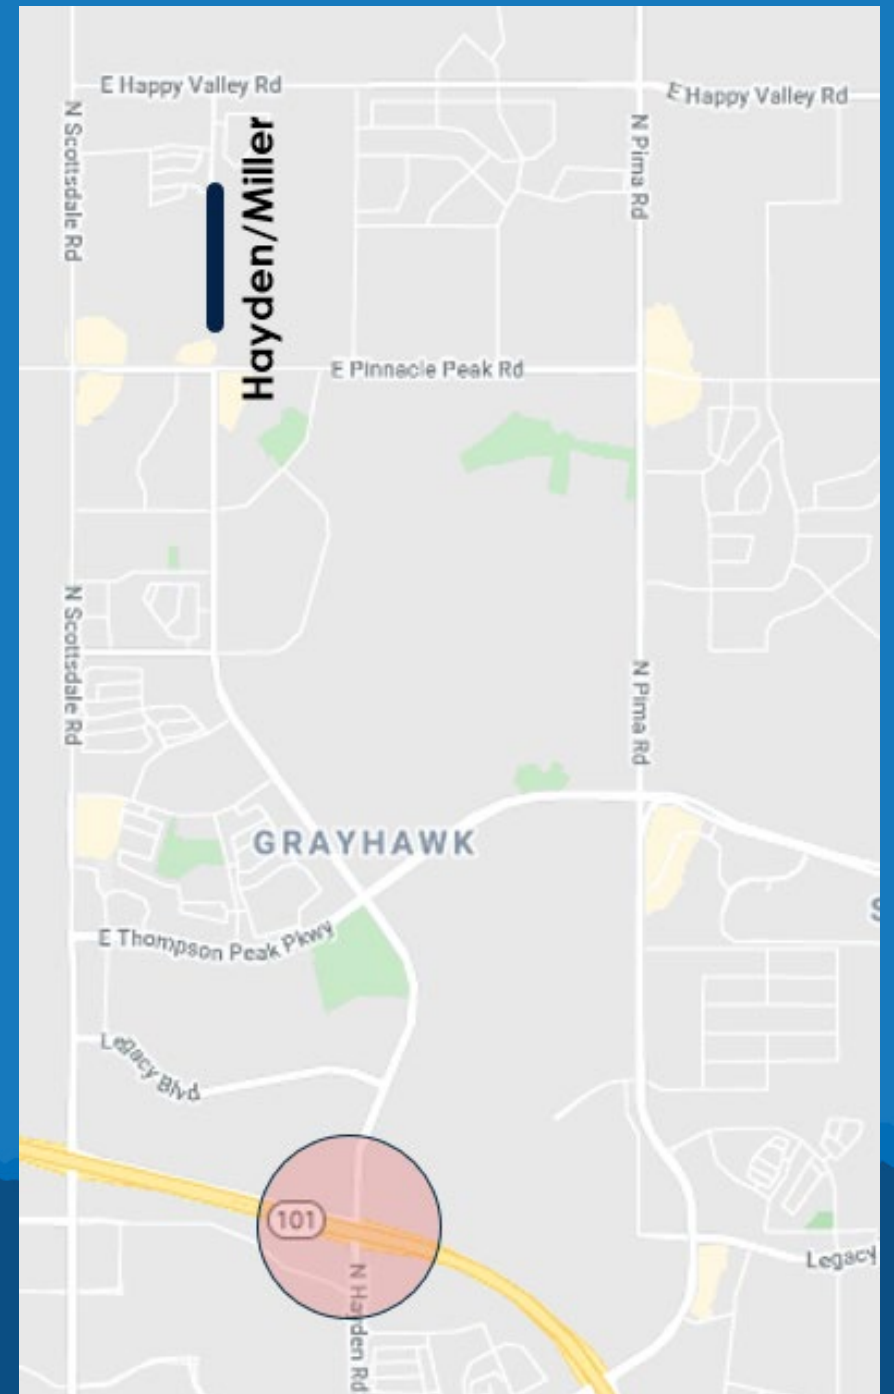 E Happy Valley Rd
E Happy Valley Rd
N Scottsdale Rd
Hayden/Miller
N Pima Rd
E Pinnacle Peak Rd
N Scottsdale Rd
N Pima Rd
GRAYHAWK
S
E Thompson Peak Pkwy
Legacy Blvd
101
Legacy
N Hayden Rd